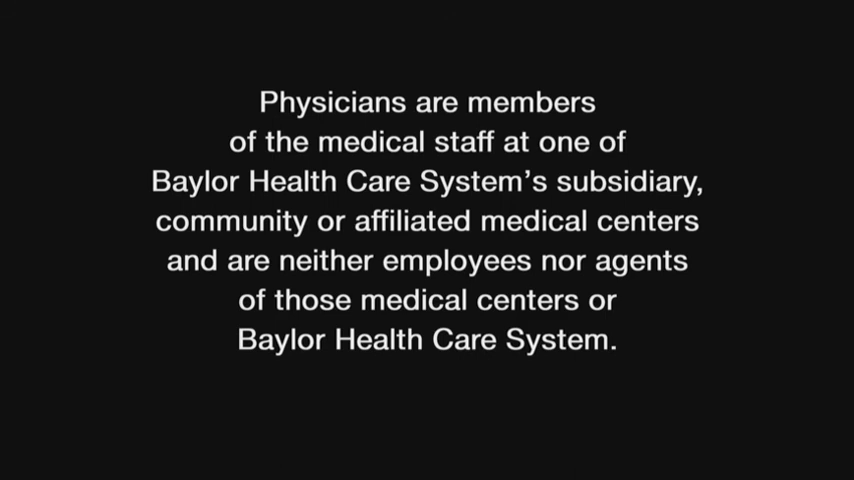 Physicians are members
of the medical staff at one of
Baylor Health Care System’s subsidiary,
community or affiliated medical centers
and are neither employees nor agents
of those medical centers or
Baylor Health Care System.